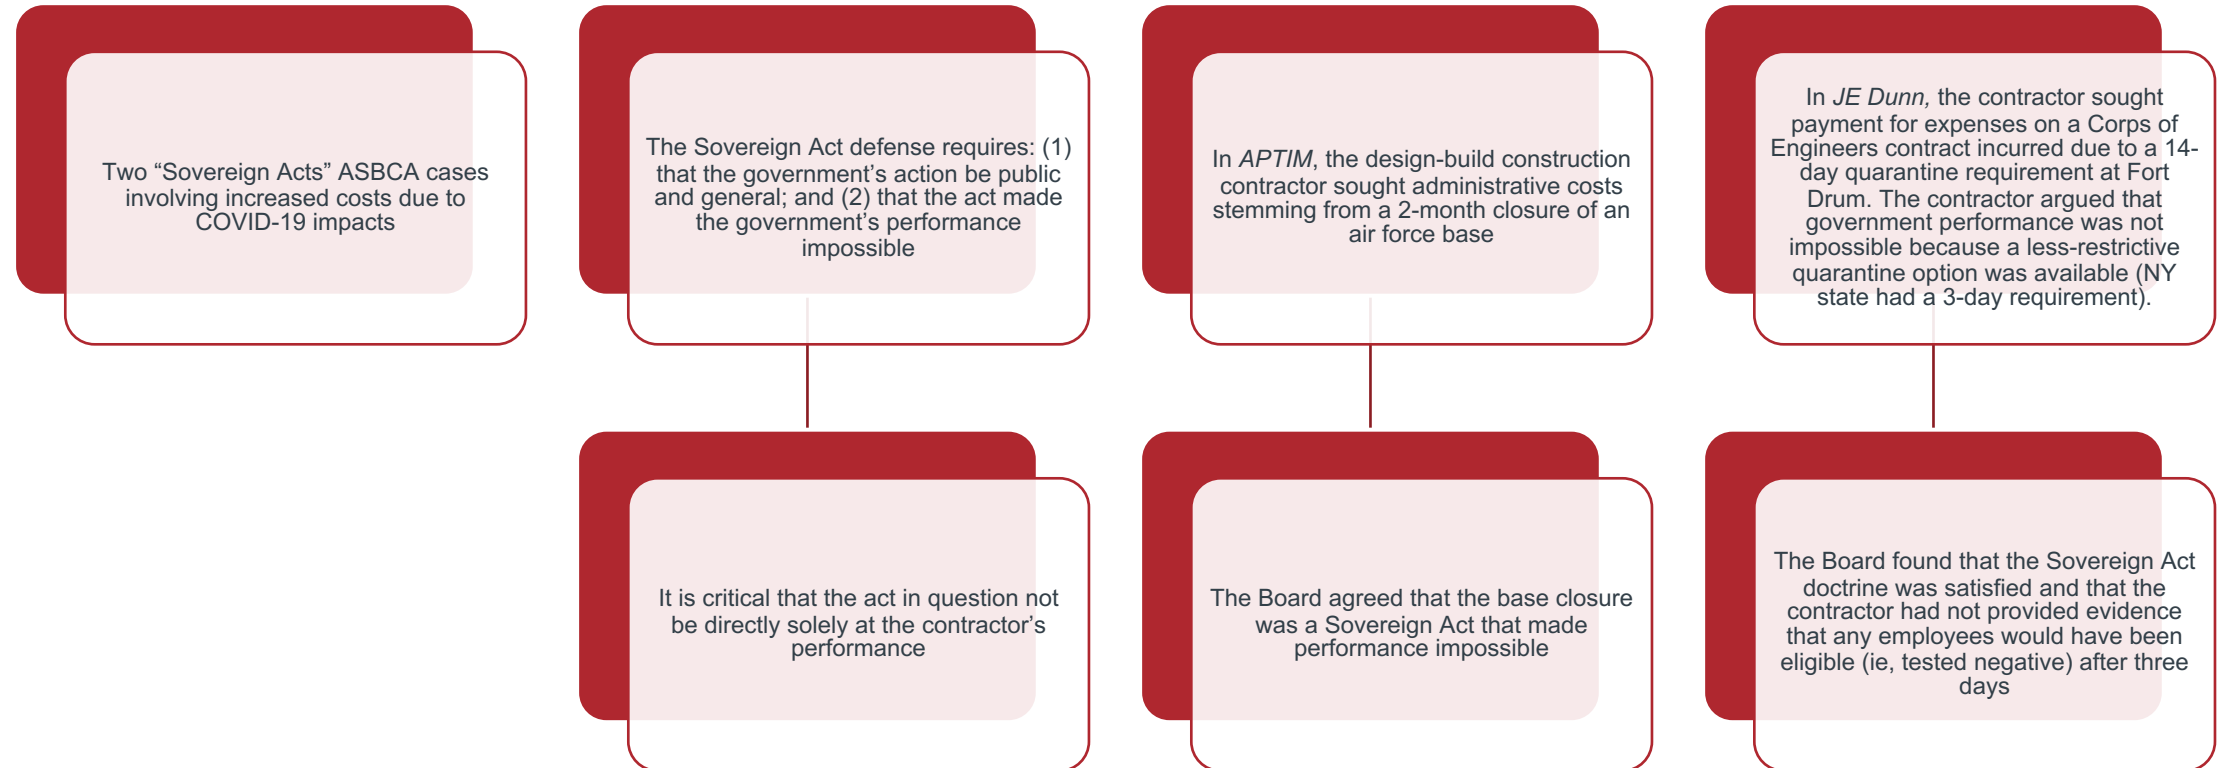 Two “Sovereign Acts” ASBCA cases
involving increased costs due to
COVID-19 impacts
The Sovereign Act defense requires: (1)
that the government’s action be public
and general; and (2) that the act made
the government’s performance
impossible
It is critical that the act in question not
be directly solely at the contractor’s
performance
In APTIM, the design-build construction
contractor sought administrative costs
stemming from a 2-month closure of an
air force base
The Board agreed that the base closure
was a Sovereign Act that made
performance impossible
In JE Dunn, the contractor sought
payment for expenses on a Corps of
Engineers contract incurred due to a 14-
day quarantine requirement at Fort
Drum. The contractor argued that
government performance was not
impossible because a less-restrictive
quarantine option was available (NY
state had a 3-day requirement).
The Board found that the Sovereign Act
doctrine was satisfied and that the
contractor had not provided evidence
that any employees would have been
eligible (ie, tested negative) after three
days